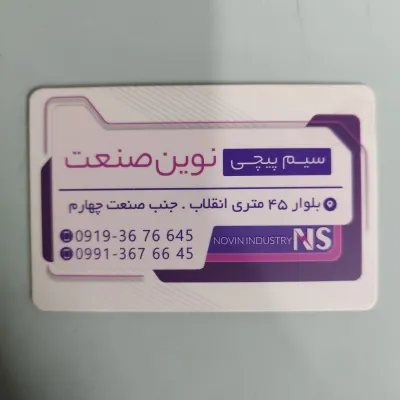 سیم پیچی نوین صنعت
بلوار ۴۵ متری انقلاب . جنب صنعت چهارم
0919-36 76 645
NOVIN INDUSTRY NS
0991-367 66 45